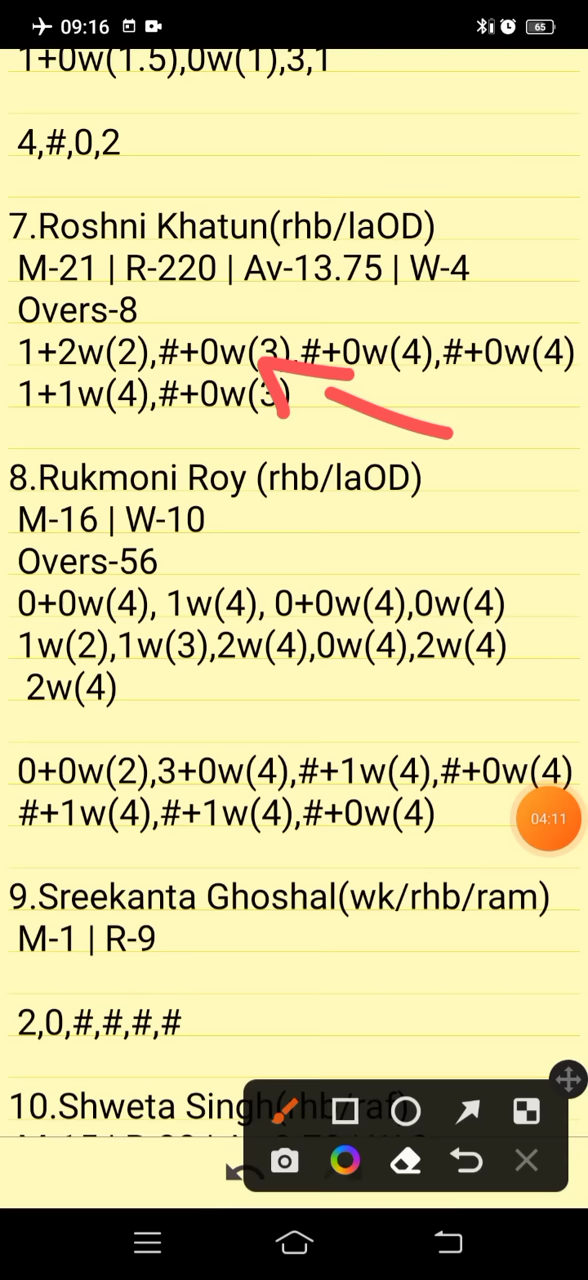 09:16
65
1+0w(1.5),0w(1),3,1
4,#,0,2
7.Roshni Khatun(rhb/laOD)
M-21 | R-220 | Av-13.75 | W-4
Overs-8
1+2w(2),#+0w(3),#+0w(4),#+0w(4)
1+1w(4),#+0w(3)
8.Rukmoni Roy (rhb/laOD)
M-16 | W-10
Overs-56
0+0w(4), 1w(4), 0+0w(4),0w(4)
1w(2),1w(3),2w(4),0w(4),2w(4)
2w(4)
0+0w(2),3+0w(4),#+1w(4),#+0w(4)
#+1w(4),#+1w(4),#+0w(4)
04:11
9.Sreekanta Ghoshal(wk/rhb/ram)
M-1 | R-9
2,0,#,#,#,#
10.Shweta Singh(rhb/raf)